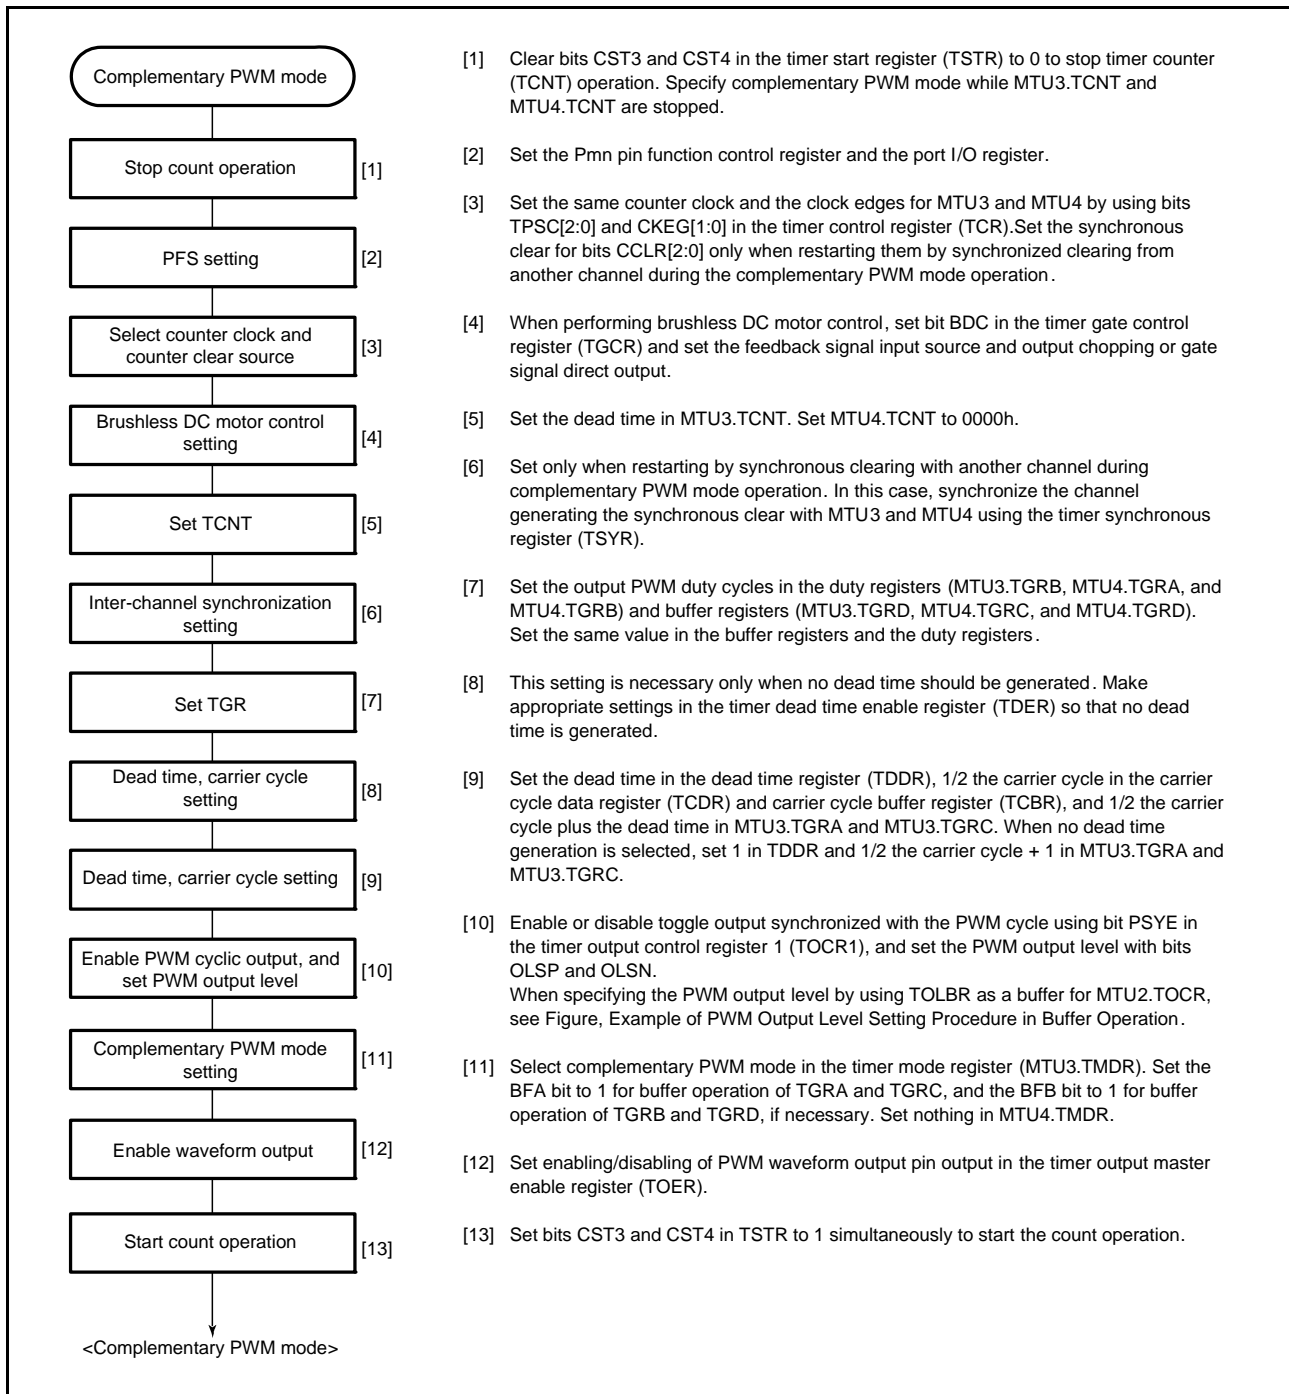 Complementary PWM mode
Stop count operation
[1]
PFS setting
[2]
Select counter clock and
counter clear source
[3]
Brushless DC motor control
setting
[4]
Set TCNT
[5]
Inter-channel synchronization
setting
[6]
Set TGR
[7]
Dead time, carrier cycle
setting
[8]
Dead time, carrier cycle setting
[9]
Enable PWM cyclic output, and
set PWM output level
[10]
Complementary PWM mode
setting
[11]
Enable waveform output
[12]
Start count operation
[13]
<Complementary PWM mode>
[1] Clear bits CST3 and CST4 in the timer start register (TSTR) to 0 to stop timer counter
(TCNT) operation. Specify complementary PWM mode while MTU3.TCNT and
MTU4.TCNT are stopped.
[2] Set the Pmn pin function control register and the port I/O register.
[3] Set the same counter clock and the clock edges for MTU3 and MTU4 by using bits
TPSC[2:0] and CKEG[1:0] in the timer control register (TCR).Set the synchronous
clear for bits CCLR[2:0] only when restarting them by synchronized clearing from
another channel during the complementary PWM mode operation.
[4] When performing brushless DC motor control, set bit BDC in the timer gate control
register (TGCR) and set the feedback signal input source and output chopping or gate
signal direct output.
[5] Set the dead time in MTU3.TCNT. Set MTU4.TCNT to 0000h.
[6] Set only when restarting by synchronous clearing with another channel during
complementary PWM mode operation. In this case, synchronize the channel
generating the synchronous clear with MTU3 and MTU4 using the timer synchronous
register (TSYR).
[7] Set the output PWM duty cycles in the duty registers (MTU3.TGRB, MTU4.TGRA, and
MTU4.TGRB) and buffer registers (MTU3.TGRD, MTU4.TGRC, and MTU4.TGRD).
Set the same value in the buffer registers and the duty registers.
[8] This setting is necessary only when no dead time should be generated. Make
appropriate settings in the timer dead time enable register (TDER) so that no dead
time is generated.
[9] Set the dead time in the dead time register (TDDR), 1/2 the carrier cycle in the carrier
cycle data register (TCDR) and carrier cycle buffer register (TCBR), and 1/2 the carrier
cycle plus the dead time in MTU3.TGRA and MTU3.TGRC. When no dead time
generation is selected, set 1 in TDDR and 1/2 the carrier cycle + 1 in MTU3.TGRA and
MTU3.TGRC.
[10] Enable or disable toggle output synchronized with the PWM cycle using bit PSYE in
the timer output control register 1 (TOCR1), and set the PWM output level with bits
OLSP and OLSN.
When specifying the PWM output level by using TOLBR as a buffer for MTU2.TOCR,
see Figure, Example of PWM Output Level Setting Procedure in Buffer Operation.
[11] Select complementary PWM mode in the timer mode register (MTU3.TMDR). Set the
BFA bit to 1 for buffer operation of TGRA and TGRC, and the BFB bit to 1 for buffer
operation of TGRB and TGRD, if necessary. Set nothing in MTU4.TMDR.
[12] Set enabling/disabling of PWM waveform output pin output in the timer output master
enable register (TOER).
[13] Set bits CST3 and CST4 in TSTR to 1 simultaneously to start the count operation.